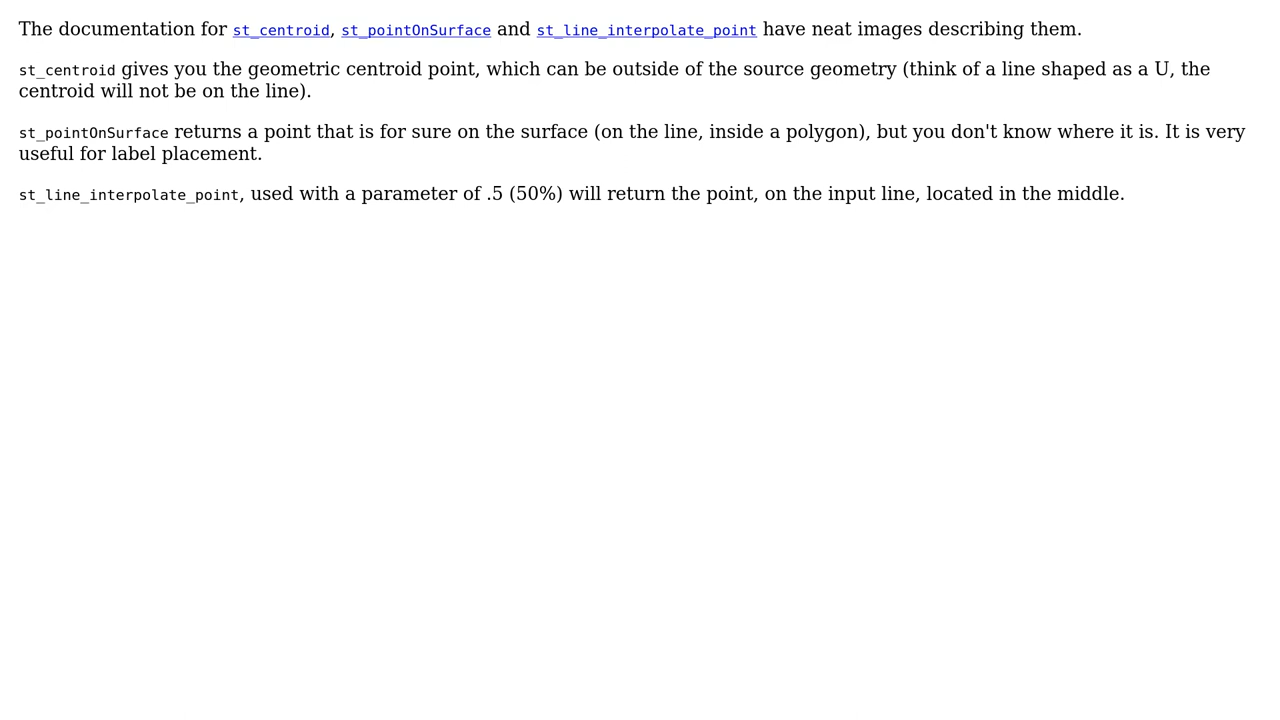 The documentation for st_centroid, st_pointOnSurface and st_line_interpolate_point have neat images describing them.
st_centroid gives you the geometric centroid point, which can be outside of the source geometry (think of a line shaped as a U, the
centroid will not be on the line).
st_pointOnSurface returns a point that is for sure on the surface (on the line, inside a polygon), but you don't know where it is. It is very
useful for label placement.
st_line_interpolate_point, used with a parameter of .5 (50%) will return the point, on the input line, located in the middle.